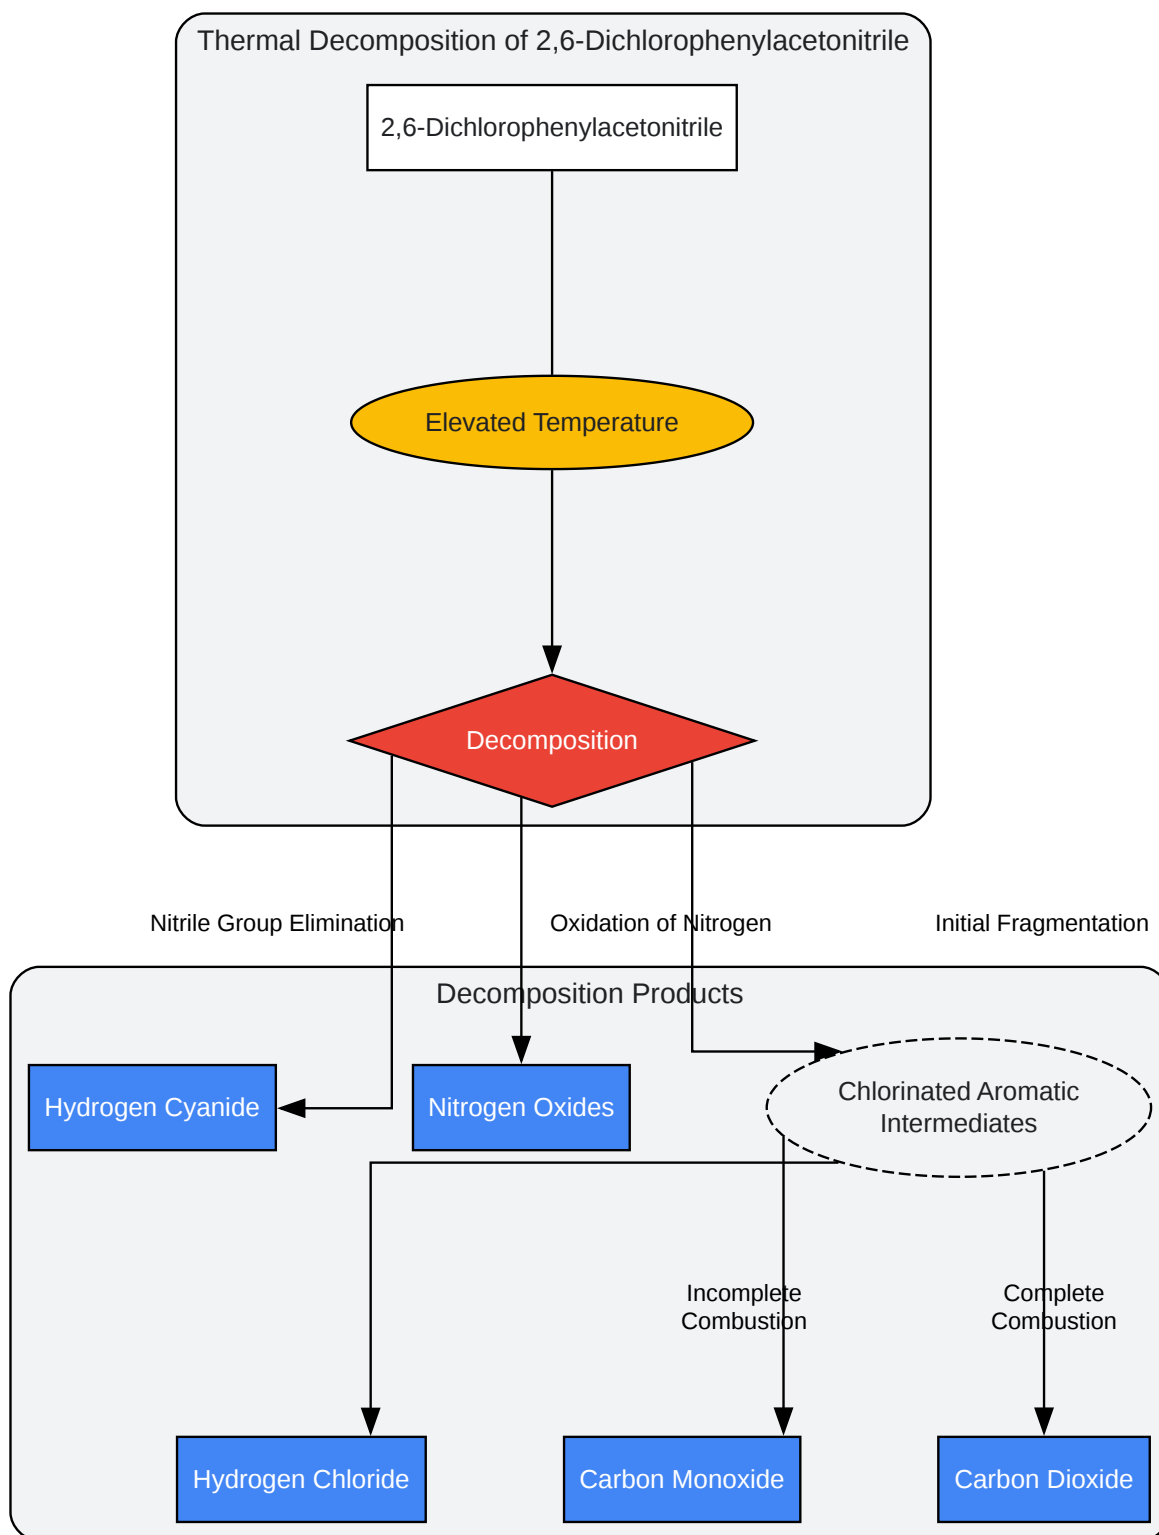 Thermal Decomposition of 2,6-Dichlorophenylacetonitrile
2,6-Dichlorophenylacetonitrile
Elevated Temperature
Decomposition
Nitrile Group Elimination
Oxidation of Nitrogen
Initial Fragmentation
Decomposition Products
Hydrogen Cyanide
Nitrogen Oxides
Chlorinated Aromatic
Intermediates
Incomplete
Combustion
Complete
Combustion
Hydrogen Chloride
Carbon Monoxide
Carbon Dioxide